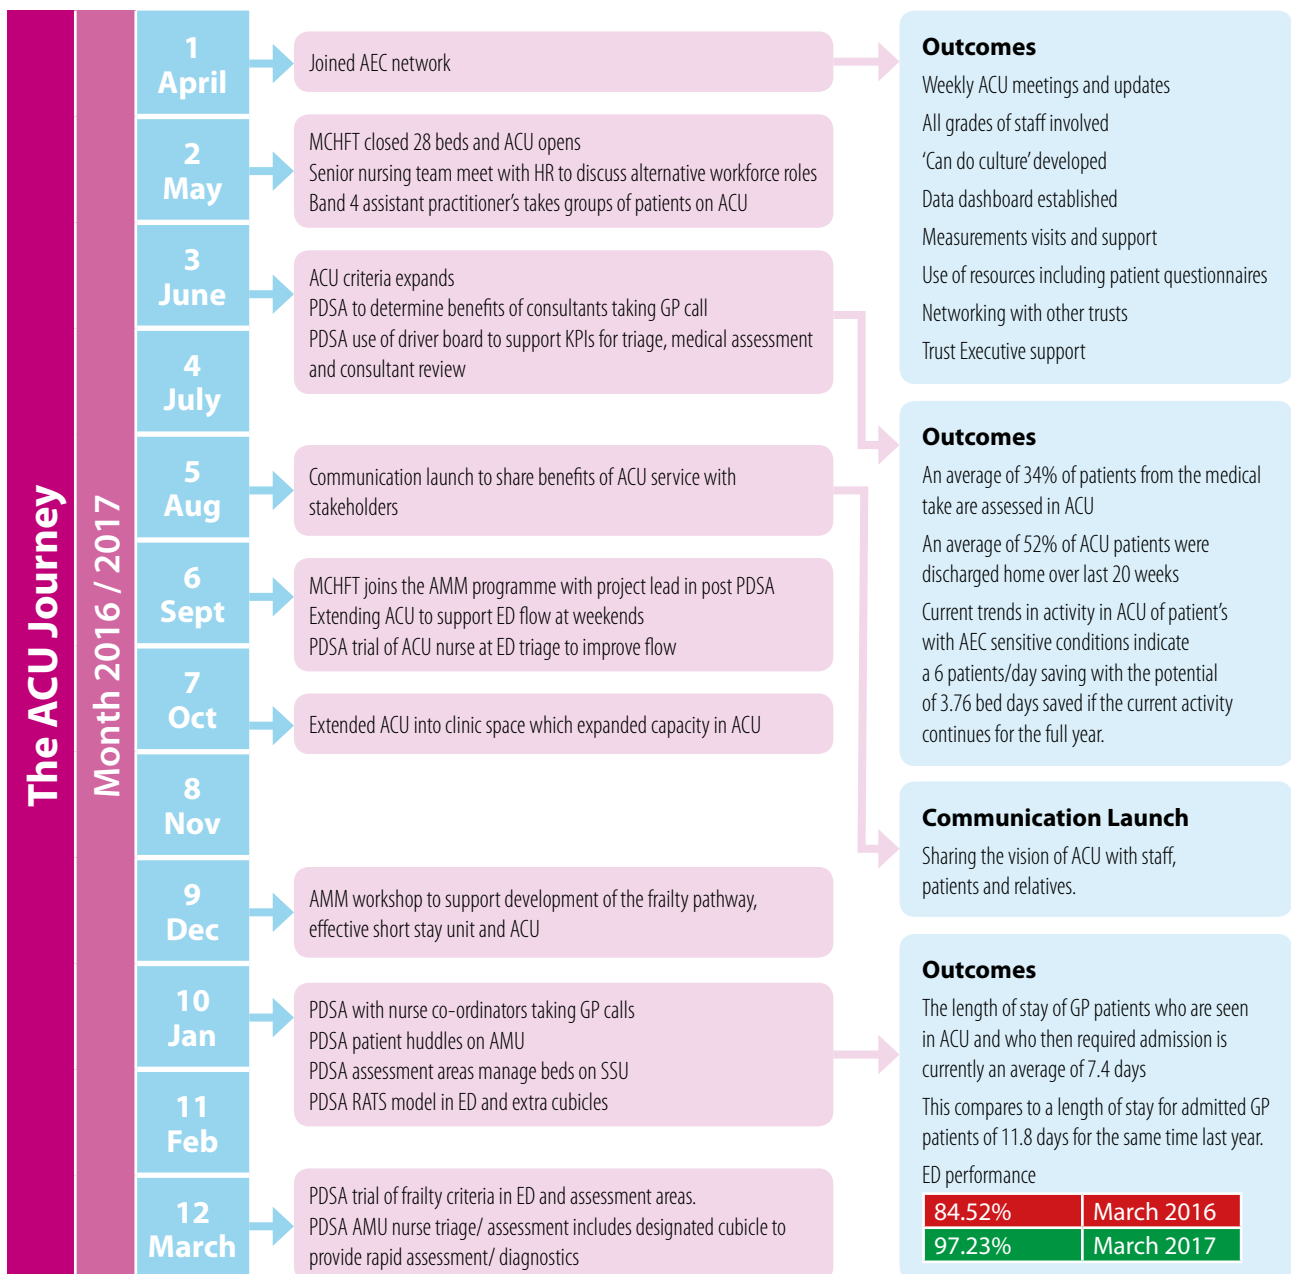 The ACU Journey
Month 2016 / 2017
1
April
Joined AEC network
2
May
MCHFT closed 28 beds and ACU opens
Senior nursing team meet with HR to discuss alternative workforce roles
Band 4 assistant practitioner's takes groups of patients on ACU
3
June
ACU criteria expands
PDSA to determine benefits of consultants taking GP call
PDSA use of driver board to support KPIs for triage, medical assessment
and consultant review
4
July
5
Aug
Communication launch to share benefits of ACU service with
stakeholders
6
Sept
MCHFT joins the AMM programme with project lead in post PDSA
Extending ACU to support ED flow at weekends
PDSA trial of ACU nurse at ED triage to improve flow
7
Oct
Extended ACU into clinic space which expanded capacity in ACU
8
Nov
9
Dec
AMM workshop to support development of the frailty pathway,
effective short stay unit and ACU
10
Jan
PDSA with nurse co-ordinators taking GP calls
PDSA patient huddles on AMU
PDSA assessment areas manage beds on SSU
PDSA RATS model in ED and extra cubicles
11
Feb
12
March
PDSA trial of frailty criteria in ED and assessment areas.
PDSA AMU nurse triage/ assessment includes designated cubicle to
provide rapid assessment/ diagnostics
Outcomes
Weekly ACU meetings and updates
All grades of staff involved
'Can do culture' developed
Data dashboard established
Measurements visits and support
Use of resources including patient questionnaires
Networking with other trusts
Trust Executive support
Outcomes
An average of 34% of patients from the medical
take are assessed in ACU
An average of 52% of ACU patients were
discharged home over last 20 weeks
Current trends in activity in ACU of patient's
with AEC sensitive conditions indicate
a 6 patients/day saving with the potential
of 3.76 bed days saved if the current activity
continues for the full year.
Communication Launch
Sharing the vision of ACU with staff,
patients and relatives.
Outcomes
The length of stay of GP patients who are seen
in ACU and who then required admission is
currently an average of 7.4 days
This compares to a length of stay for admitted GP
patients of 11.8 days for the same time last year.
ED performance
84.52% March 2016
97.23% March 2017